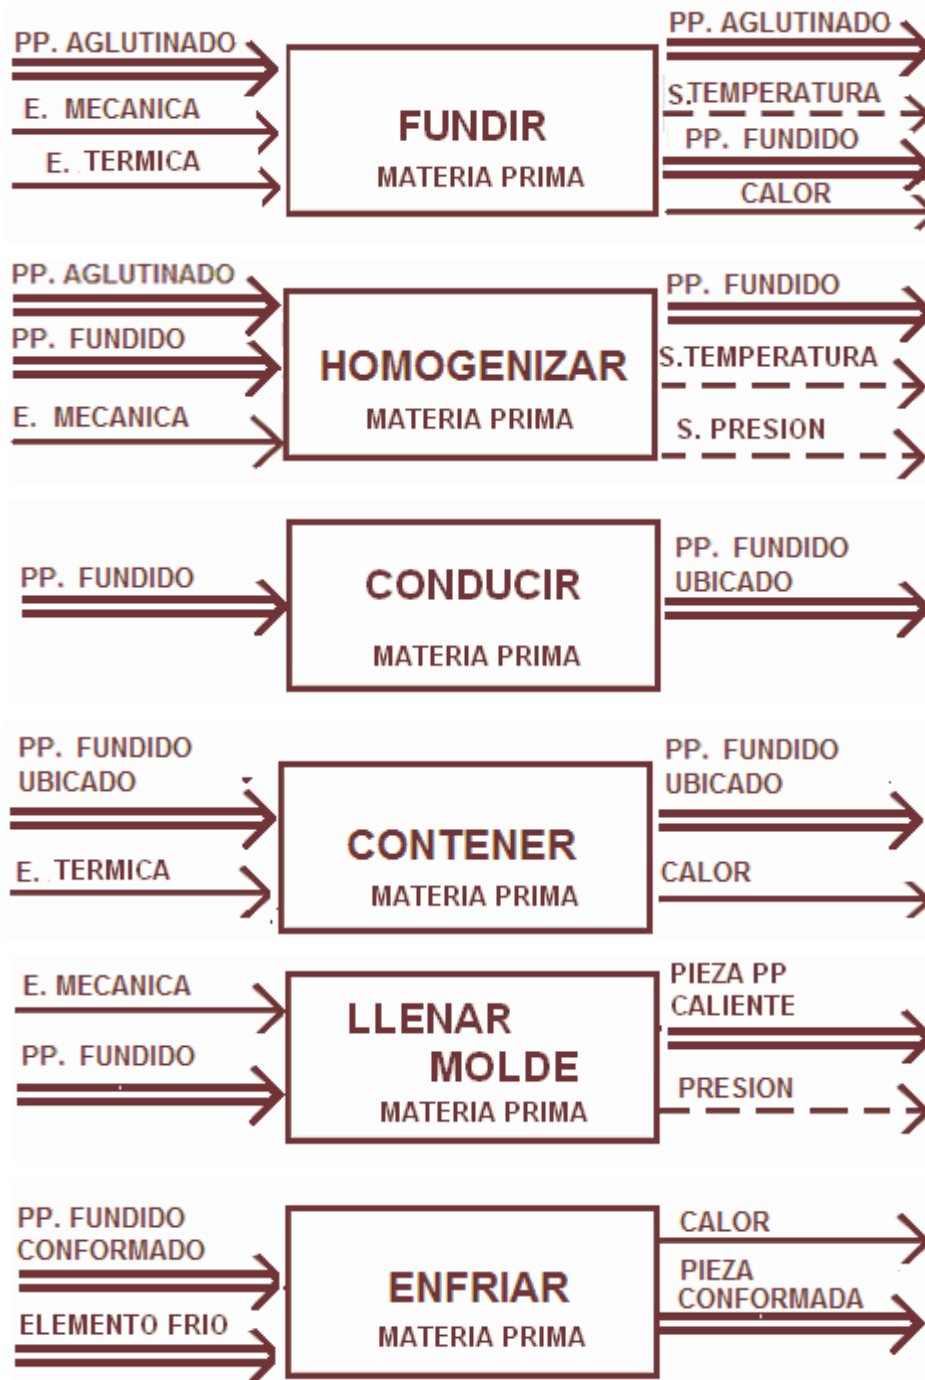 PP. AGLUTINADO
E. MECANICA
E. TERMICA
FUNDIR
MATERIA PRIMA
PP. AGLUTINADO
S.TEMPERATURA
PP. FUNDIDO
CALOR
PP. AGLUTINADO
PP. FUNDIDO
E. MECANICA
HOMOGENIZAR
MATERIA PRIMA
PP. FUNDIDO
S.TEMPERATURA
S. PRESION
PP. FUNDIDO
CONDUCIR
MATERIA PRIMA
PP. FUNDIDO
UBICADO
PP. FUNDIDO
UBICADO
E. TERMICA
CONTENER
MATERIA PRIMA
PP. FUNDIDO
UBICADO
CALOR
E. MECANICA
PP. FUNDIDO
LLENAR
MOLDE
MATERIA PRIMA
PIEZA PP
CALIENTE
PRESION
PP. FUNDIDO
CONFORMADO
ELEMENTO FRIO
ENFRIAR
MATERIA PRIMA
CALOR
PIEZA
CONFORMADA